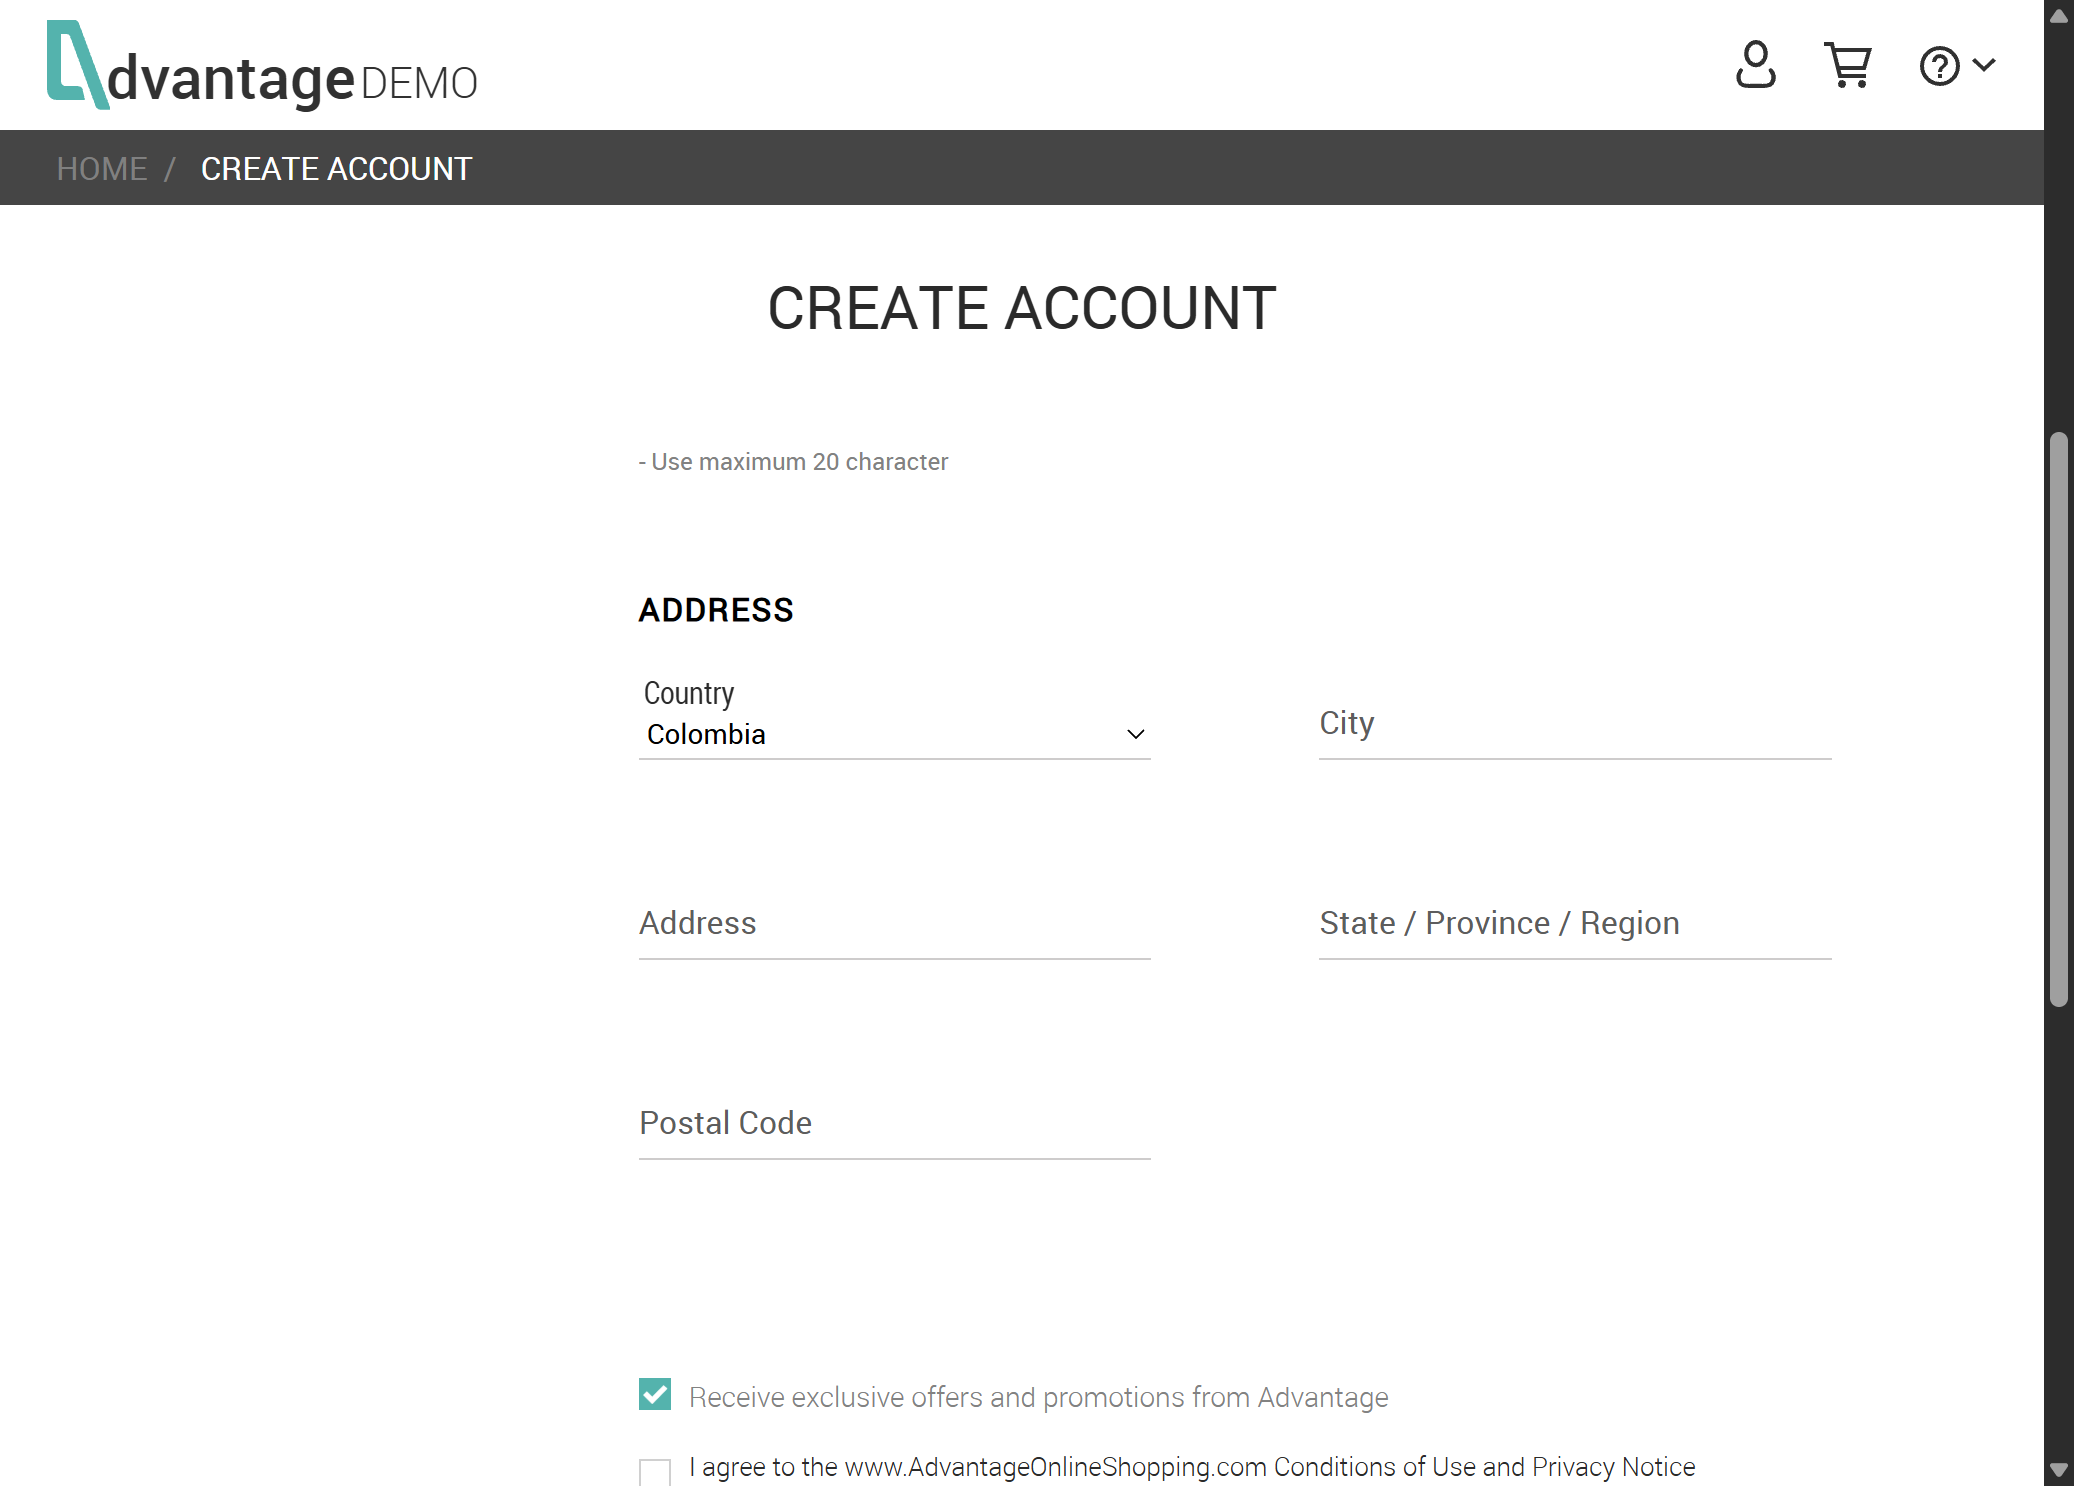 dvantage DEMO
HOME / CREATE ACCOUNT
CREATE ACCOUNT
- Use maximum 20 character
ADDRESS
Country
Colombia
City
Address
State / Province / Region
Postal Code
Receive exclusive offers and promotions from Advantage
I agree to the www.AdvantageOnlineShopping.com Conditions of Use and Privacy Notice